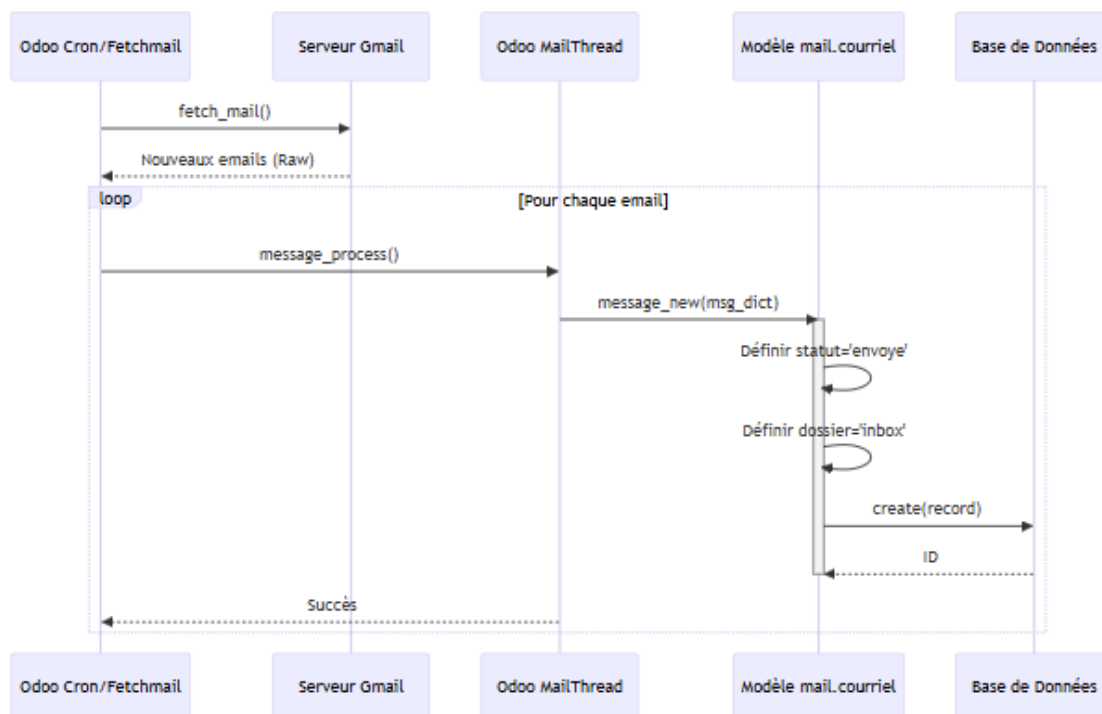 Odoo Cron/Fetchmail
Serveur Gmail
Odoo MailThread
Modèle mail.courriel
Base de Données
fetch_mail()
Nouveaux emails (Raw)
loop
[Pour chaque email]
message_process()
message_new(msg_dict)
Définir statut='envoye'
Définir dossier='inbox'
create(record)
ID
Succès
Odoo Cron/Fetchmail
Serveur Gmail
Odoo MailThread
Modèle mail.courriel
Base de Données